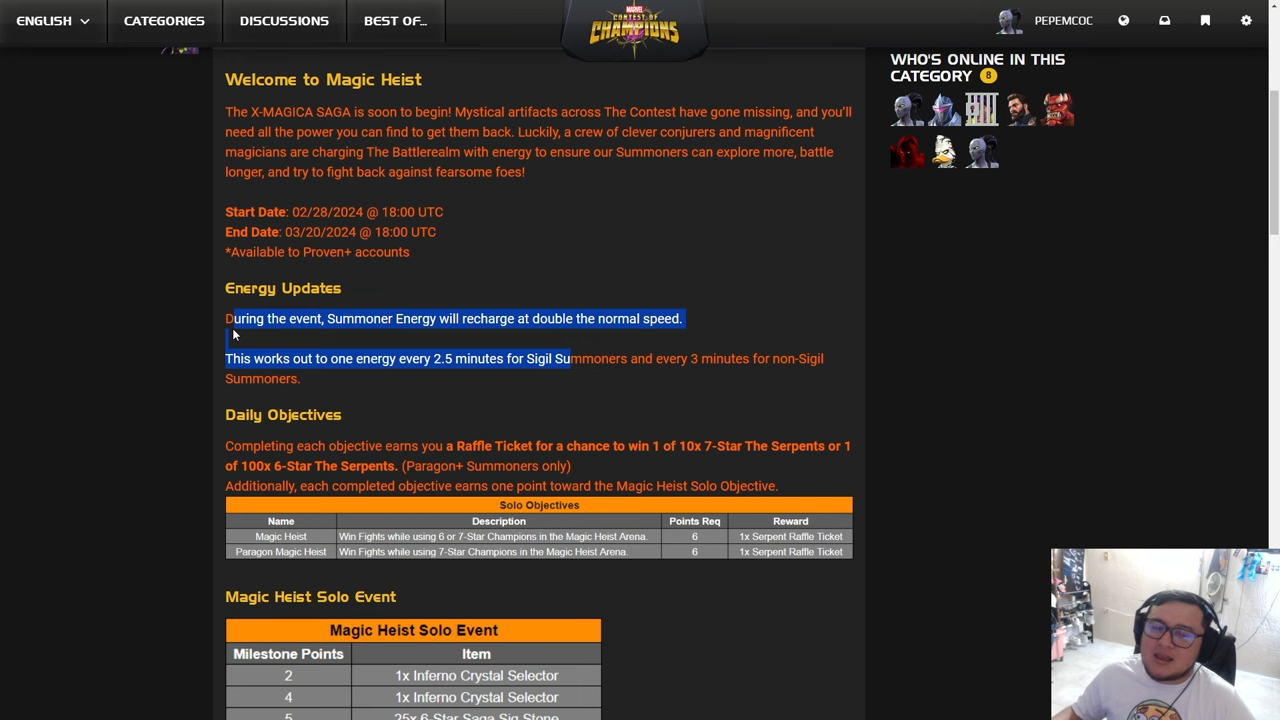 ENGLISH CATEGORIES DISCUSSIONS BEST OF...
MARVEL
CONTEST OF
CHAMPIONS
PEPEMCOC
Welcome to Magic Heist
The X-MAGICA SAGA is soon to begin! Mystical artifacts across The Contest have gone missing, and you'll
need all the power you can find to get them back. Luckily, a crew of clever conjurers and magnificent
magicians are charging The Battlerealm with energy to ensure our Summoners can explore more, battle
longer, and try to fight back against fearsome foes!
Start Date: 02/28/2024 @ 18:00 UTC
End Date: 03/20/2024 @ 18:00 UTC
*Available to Proven+ accounts
Energy Updates
During the event, Summoner Energy will recharge at double the normal speed.
This works out to one energy every 2.5 minutes for Sigil Summoners and every 3 minutes for non-Sigil
Summoners.
Daily Objectives
Completing each objective earns you a Raffle Ticket for a chance to win 1 of 10x 7-Star The Serpents or 1
of 100x 6-Star The Serpents. (Paragon+ Summoners only)
Additionally, each completed objective earns one point toward the Magic Heist Solo Objective.
Solo Objectives
Name Description Points Req Reward
Magic Heist Win Fights while using 6 or 7-Star Champions in the Magic Heist Arena. 6 1x Serpent Raffle Ticket
Paragon Magic Heist Win Fights while using 7-Star Champions in the Magic Heist Arena. 6 1x Serpent Raffle Ticket
Magic Heist Solo Event
Magic Heist Solo Event
Milestone Points Item
2 1x Inferno Crystal Selector
4 1x Inferno Crystal Selector
5 25x 6-Star Saga Sig Stone
WHO'S ONLINE IN THIS
CATEGORY 8